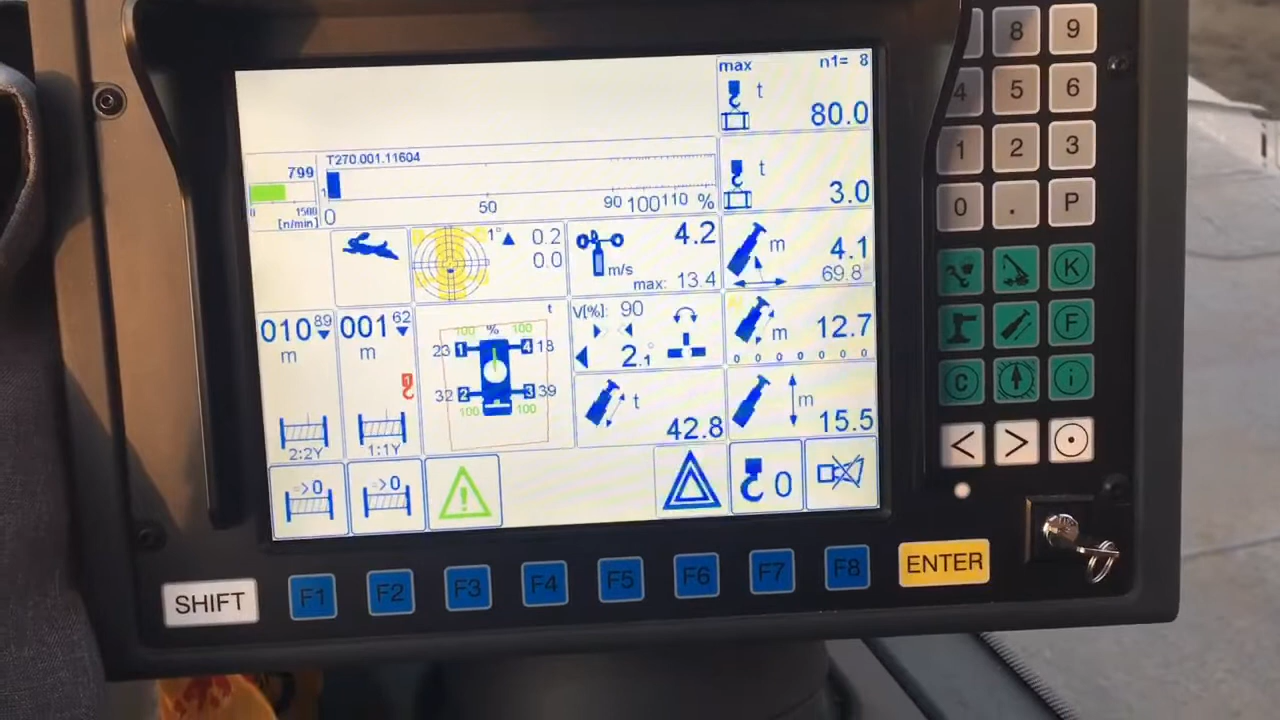 max n1= 8
t
80.0
T270.001.11604
799
0 1500
[n/min]
1
0 50 90 100 110 %
t
3.0
1° ▲ 0.2
0.0
4.2
m/s
max: 13.4
m
4.1
69.8°
010 89
m
001 62
m
t
100 % 100
23 1 4 18
32 2 3 39
100 100
V[%]: 90
2.1°
m
12.7
0 0 0 0 0 0 0
t
42.8
m
15.5
2:2Y
1:1Y
->0
->0
!
0
SHIFT
F1
F2
F3
F4
F5
F6
F7
F8
ENTER
8
9
4
5
6
1
2
3
0
.
P
K
F
C
i
<
>